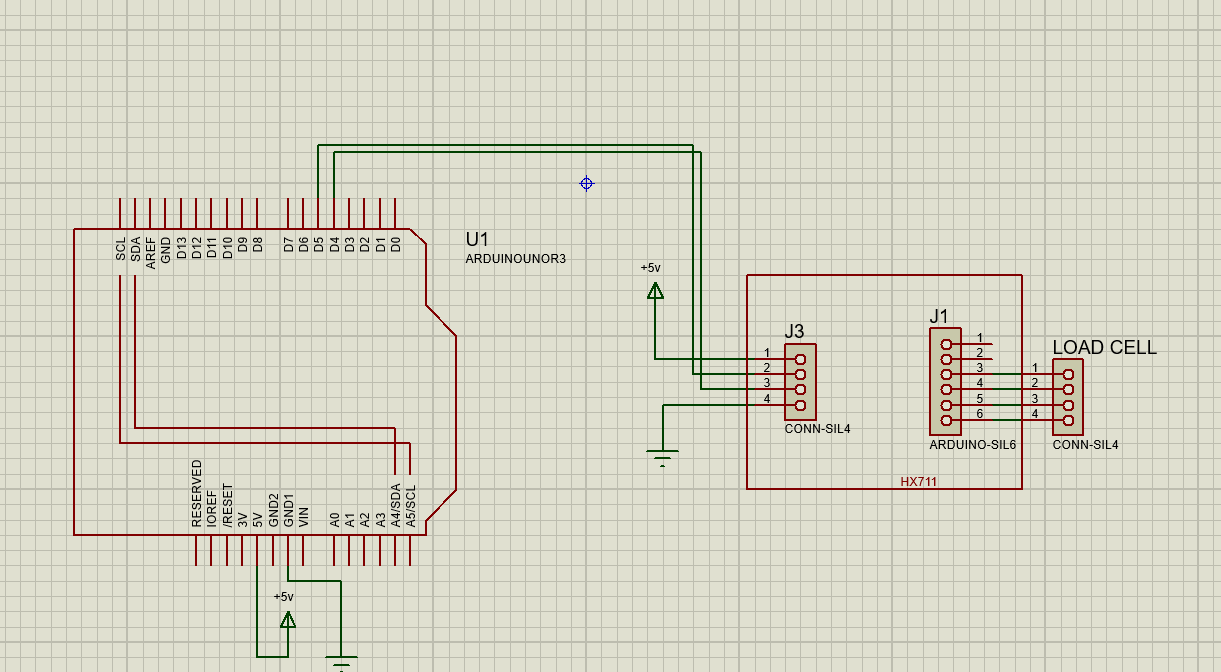 U1
ARDUINOUNOR3
SCL
SDA
AREF
GND
D13
D12
D11
D10
D9
D8
D7
D6
D5
D4
D3
D2
D1
D0
RESERVED
IOREF
/RESET
3V
5V
GND2
GND1
VIN
A0
A1
A2
A3
A4/SDA
A5/SCL
+5v
+5v
J3
1
2
3
4
CONN-SIL4
J1
1
2
3
4
5
6
ARDUINO-SIL6
HX711
LOAD CELL
1
2
3
4
CONN-SIL4